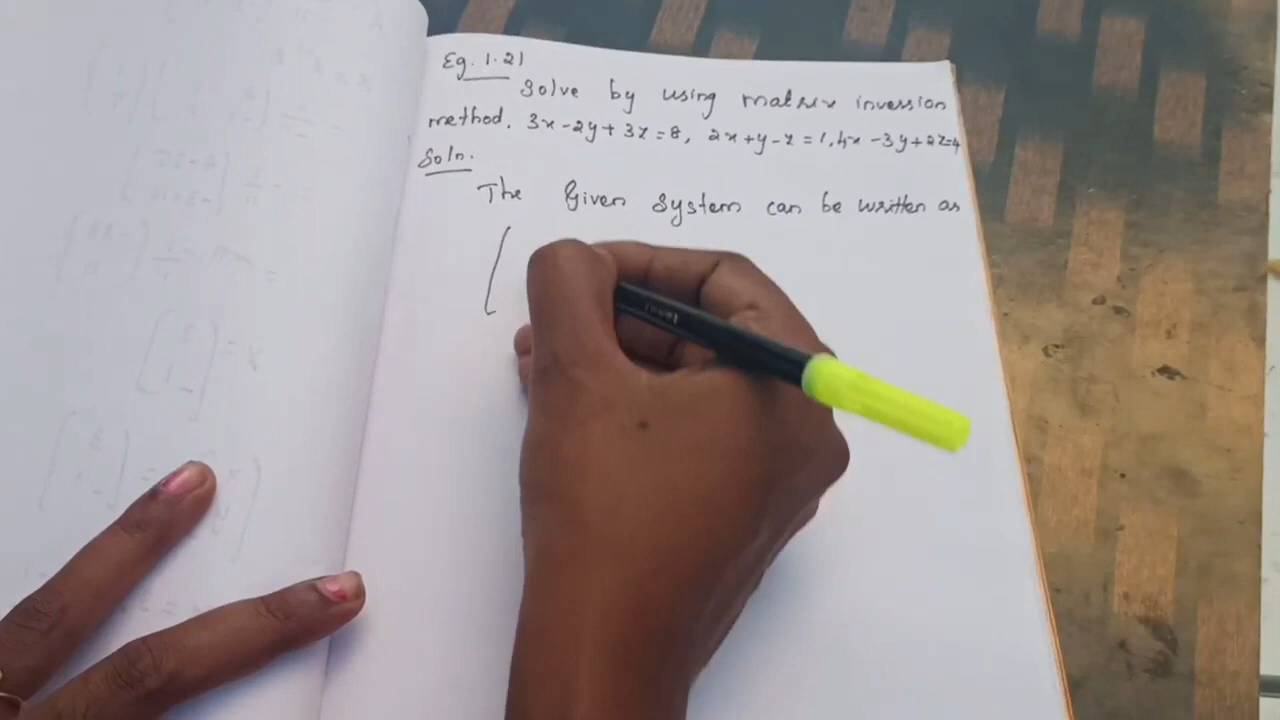 Eg. 1.21
Solve by using matrix inversion
method. 3x-2y+3z=8, 2x+y-z=1, 4x-3y+2z=4
Soln.
The Given System can be written as
(